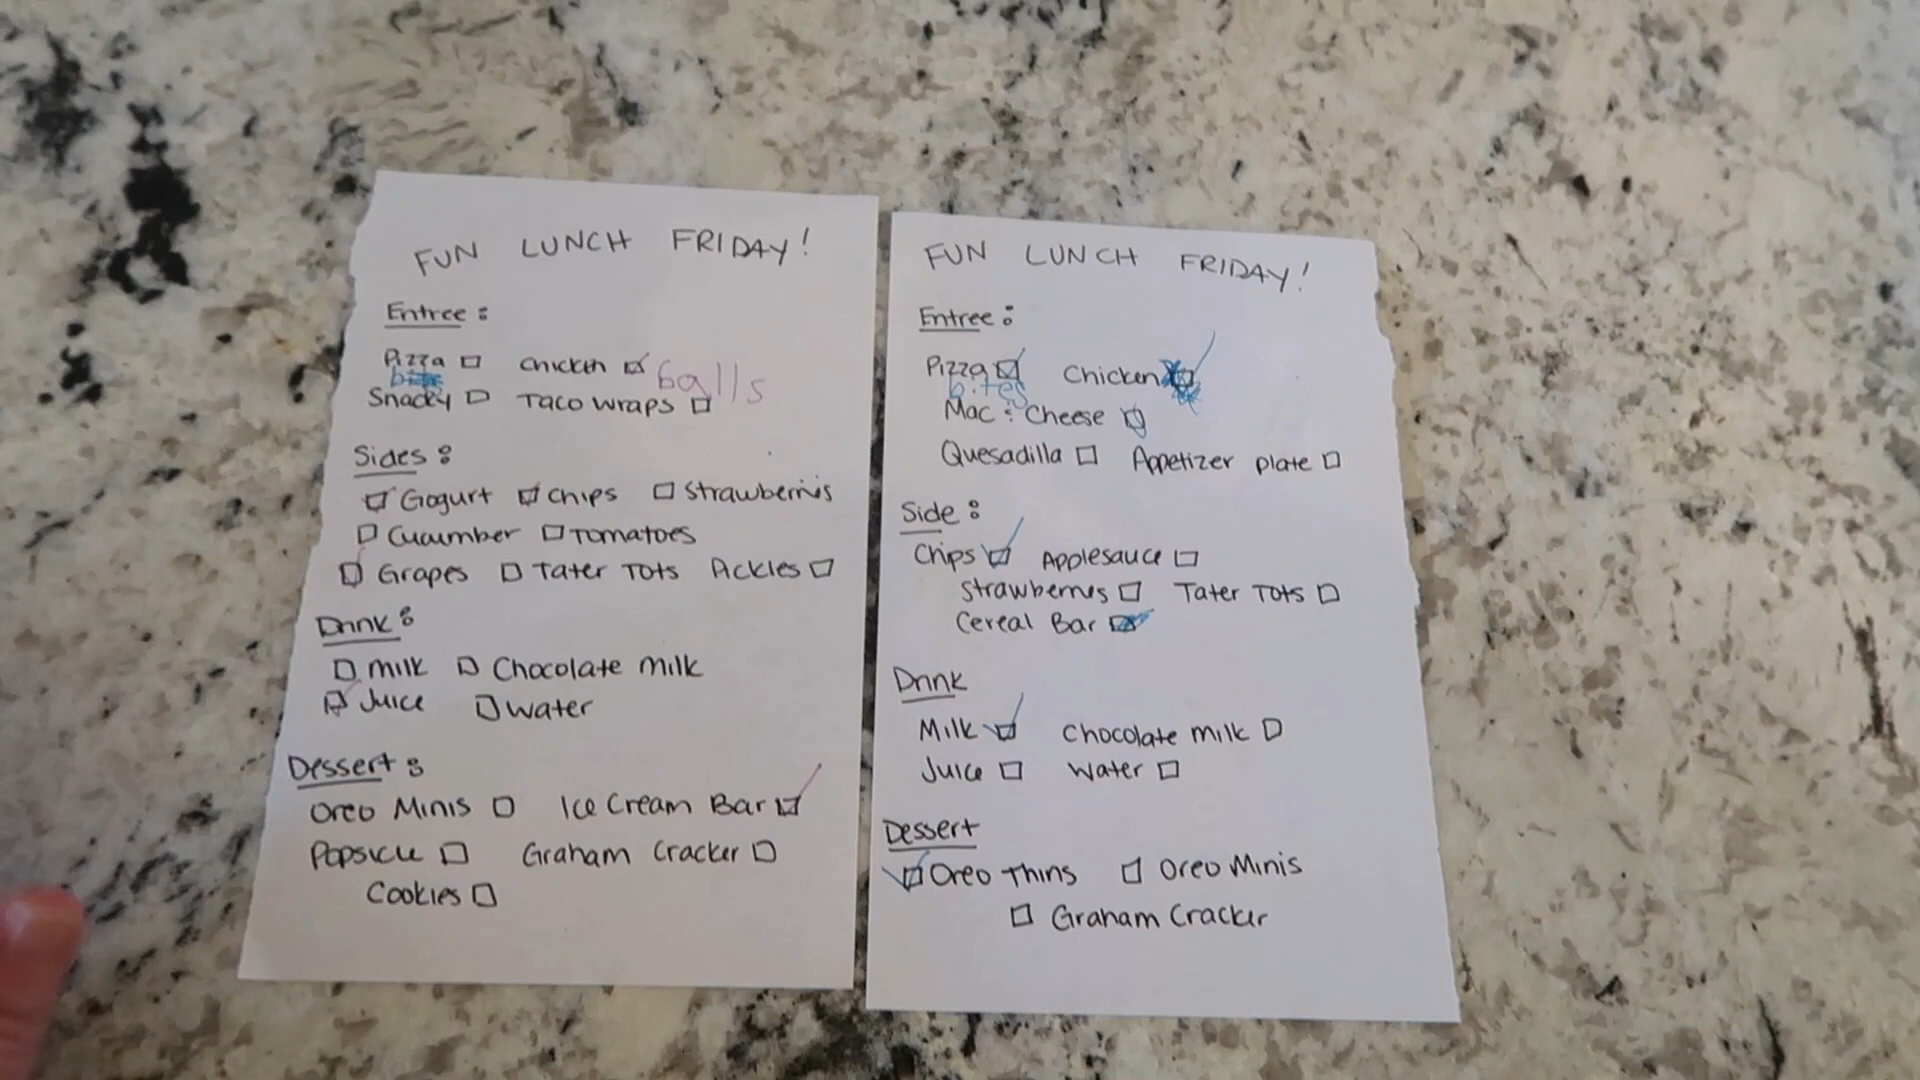 FUN LUNCH FRIDAY!
Entree:
Pizza Chicken balls
Snacky Taco Wraps
Sides:
Gogurt Chips Strawberries
Cucumber Tomatoes
Grapes Tater Tots Pickles
Drink:
Milk Chocolate Milk
Juice Water
Dessert:
Oreo Minis Ice Cream Bar
Popsicle Graham Cracker
Cookies
FUN LUNCH FRIDAY!
Entree:
Pizza Chicken
bites
Mac & Cheese
Quesadilla Appetizer plate
Side:
Chips Applesauce
Strawberries Tater Tots
Cereal Bar
Drink
Milk Chocolate Milk
Juice Water
Dessert
Oreo Thins Oreo Minis
Graham Cracker